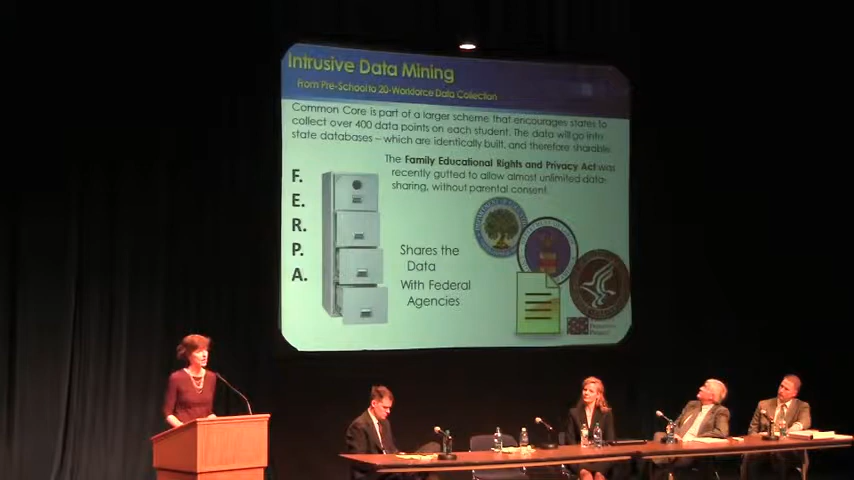 Intrusive Data Mining
From Pre-School to 20-Workforce Data Collection
Common Core is part of a larger scheme that encourages states to
collect over 400 data points on each student. The data will go into
state databases – which are identically built, and therefore sharable.
The Family Educational Rights and Privacy Act was
recently gutted to allow almost unlimited data-
sharing, without parental consent.
F.
E.
R.
P.
A.
Shares the
Data
With Federal
Agencies